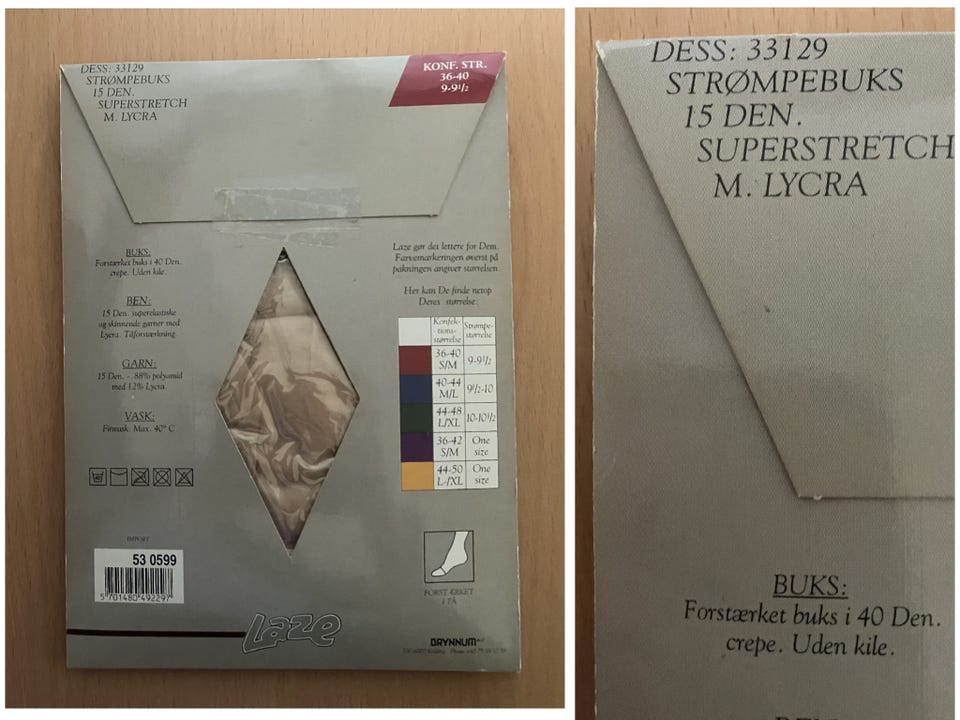 DESS: 33129
STRØMPEBUKS
15 DEN.
SUPERSTRETCH
M. LYCRA
KONF. STR.
36-40
9-9½
BUKS:
Forstærket buks i 40 Den.
crepe. Uden kile.
BEN:
15 Den. superelastiske
og skinnende garner med
Lycra. Tåforstærkning
GARN:
15 Den. - 88% polyamid
med 12% Lycra.
VASK:
Finvask. Max. 40° C
IMPORT
53 0599
5 701480 492297
Laze gør det lettere for Dem.
Farvemarkeringen øverst på
pakningen angiver størrelsen.
Her kan De finde netop
Deres størrelse:
Konfek-
tions-
størrelse
Strømpe-
størrelse
36-40
S/M
9-9½
40-44
M/L
9½-10
44-48
L/XL
10-10½
36-42
S/M
One
size
44-50
L-/XL
One
size
FORSTÆRKET
I TÅ
Laze
BRYNNUM
DESS: 33129
STRØMPEBUKS
15 DEN.
SUPERSTRETCH
M. LYCRA
BUKS:
Forstærket buks i 40 Den.
crepe. Uden kile.